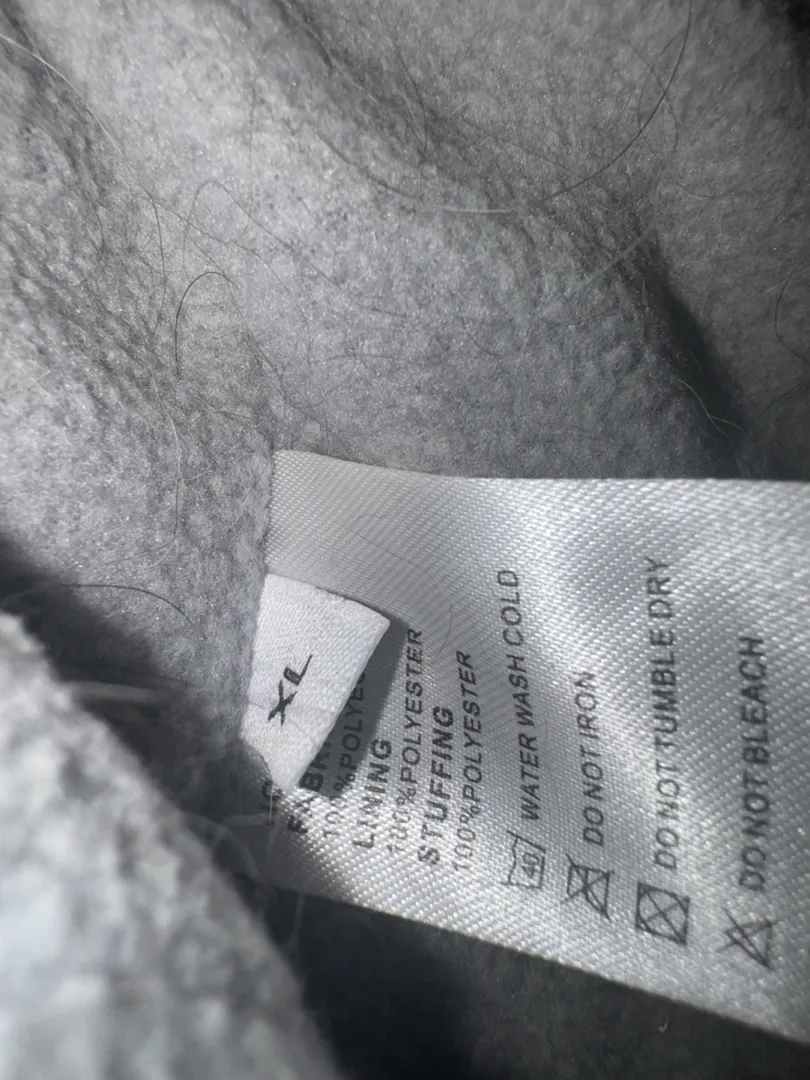 XL
LINING
100%POLYESTER
STUFFING
100%POLYESTER
40 WATER WASH COLD
DO NOT IRON
DO NOT TUMBLE DRY
DO NOT BLEACH